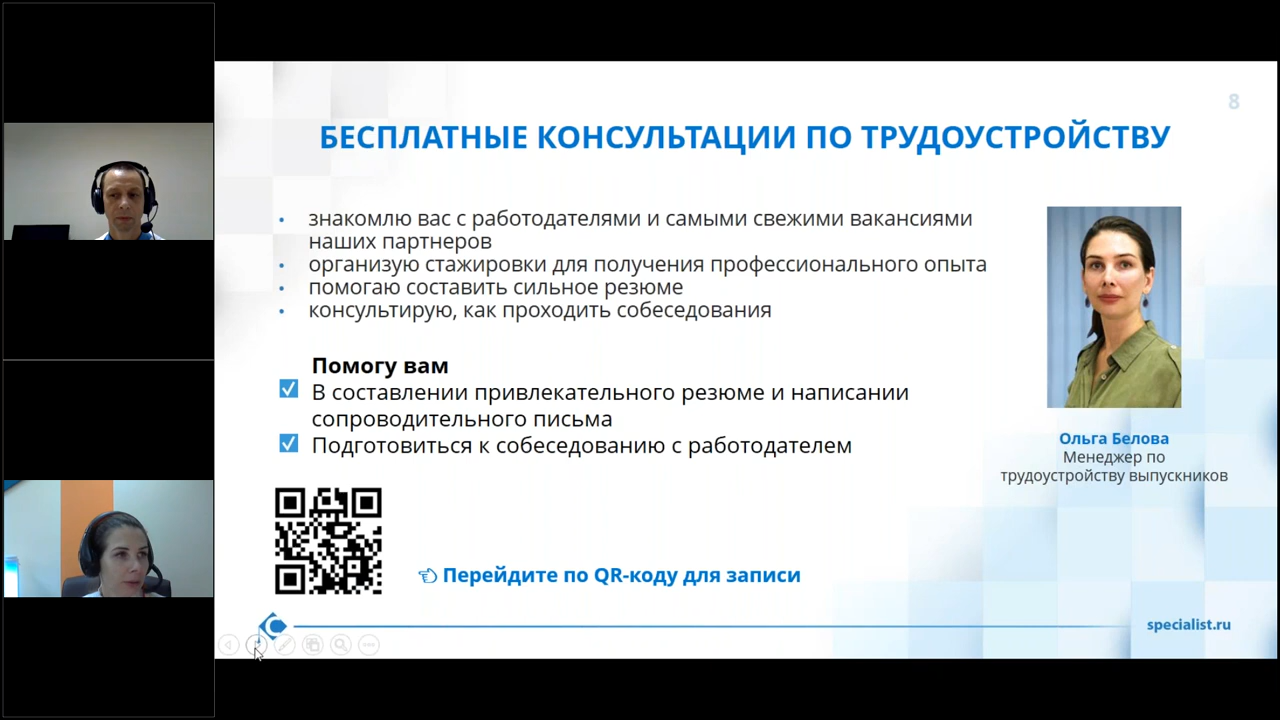 8
БЕСПЛАТНЫЕ КОНСУЛЬТАЦИИ ПО ТРУДОУСТРОЙСТВУ
• знакомлю вас с работодателями и самыми свежими вакансиями
наших партнеров
• организую стажировки для получения профессионального опыта
• помогаю составить сильное резюме
• консультирую, как проходить собеседования
Помогу вам
В составлении привлекательного резюме и написании
сопроводительного письма
Подготовиться к собеседованию с работодателем
Ольга Белова
Менеджер по
трудоустройству выпускников
Перейдите по QR-коду для записи
specialist.ru